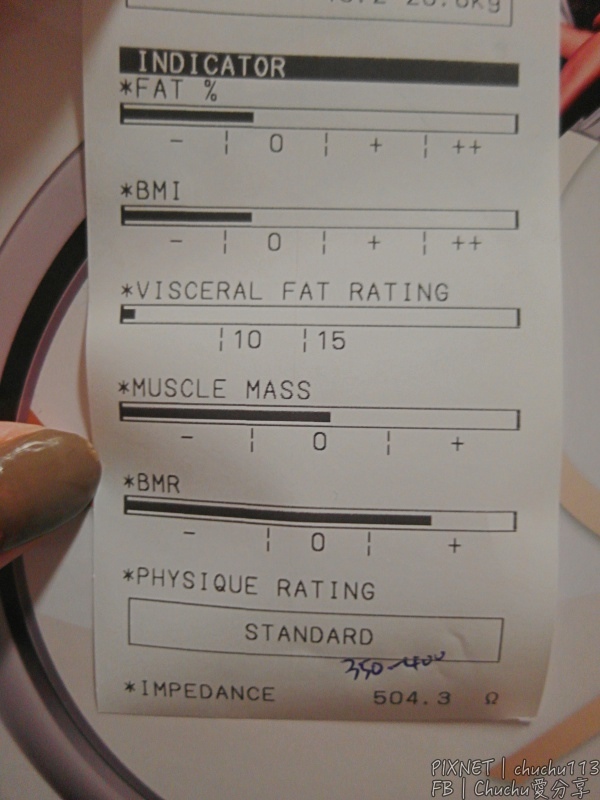 INDICATOR
*FAT %
- ¦ 0 ¦ + ¦ ++
*BMI
- ¦ 0 ¦ + ¦ ++
*VISCERAL FAT RATING
¦10 ¦15
*MUSCLE MASS
- ¦ 0 ¦ +
*BMR
- ¦ 0 ¦ +
*PHYSIQUE RATING
STANDARD
350-400
*IMPEDANCE 504.3 Ω
PIXNET | chuchu113
FB | Chuchu愛分享